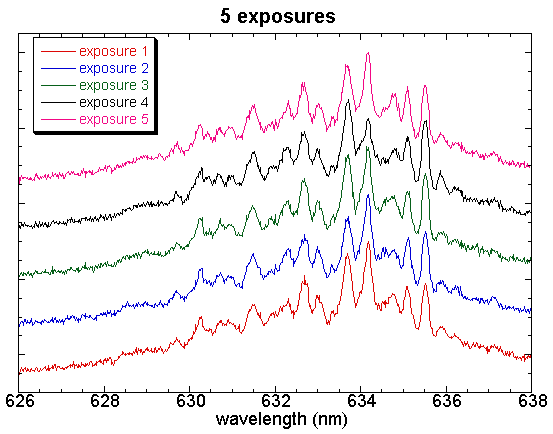 5 exposures
exposure 1
exposure 2
exposure 3
exposure 4
exposure 5
626 628 630 632 634 636 638
wavelength (nm)